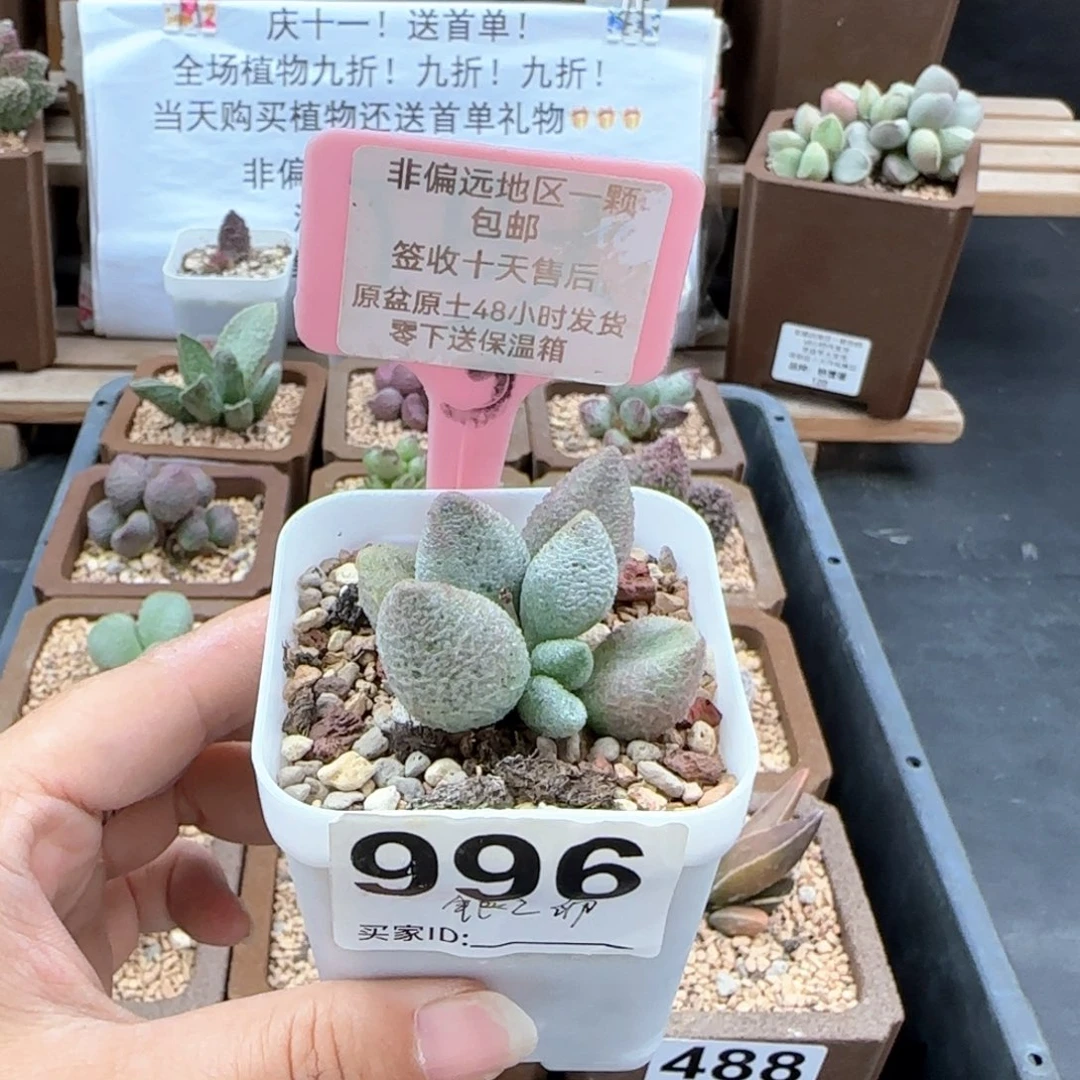 庆十一！送首单！
全场植物九折！九折！九折！
当天购买植物还送首单礼物
非偏
非偏远地区一颗
包邮
签收十天售后
原盆原土48小时发货
零下送保温箱
996
买家ID:
488